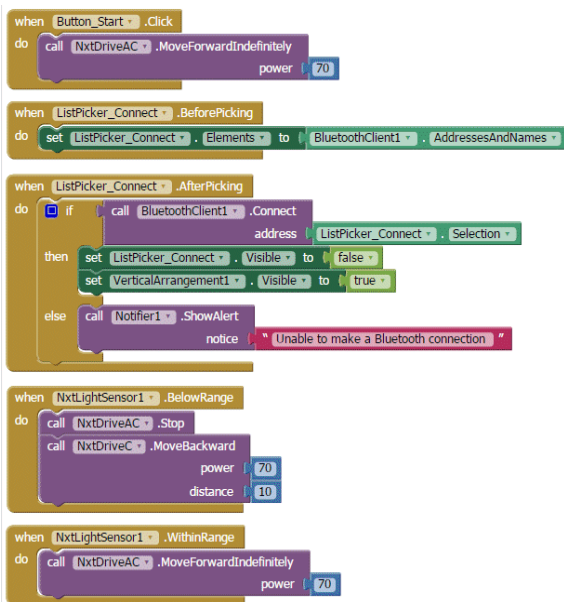 when Button_Start .Click
do call NxtDriveAC .MoveForwardIndefinitely
power 70
when ListPicker_Connect .BeforePicking
do set ListPicker_Connect . Elements to BluetoothClient1 . AddressesAndNames
when ListPicker_Connect .AfterPicking
do if call BluetoothClient1 .Connect
address ListPicker_Connect . Selection
then set ListPicker_Connect . Visible to false
set VerticalArrangement1 . Visible to true
else call Notifier1 .ShowAlert
notice " Unable to make a Bluetooth connection "
when NxtLightSensor1 .BelowRange
do call NxtDriveAC .Stop
call NxtDriveC .MoveBackward
power 70
distance 10
when NxtLightSensor1 .WithinRange
do call NxtDriveAC .MoveForwardIndefinitely
power 70